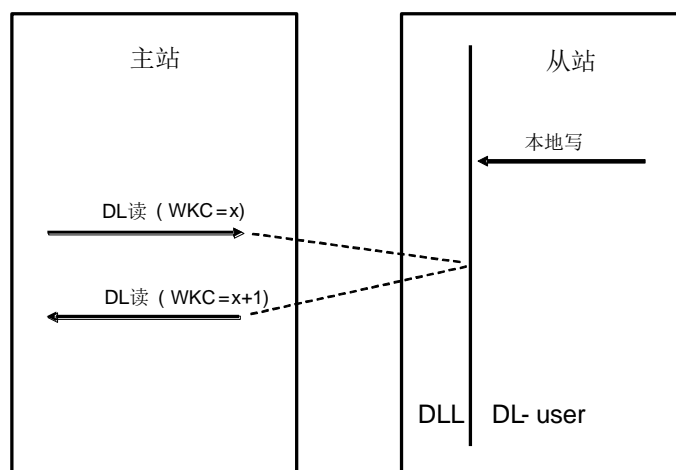 主站
从站
本地写
DL读（WKC=x)
DL读（WKC=x+1)
DLL
DL- user